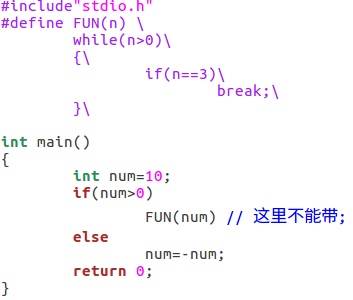 #include"stdio.h"
#define FUN(n) \
        while(n>0)\
        {\
                if(n==3)\
                        break;\
        }\

int main()
{
        int num=10;
        if(num>0)
                FUN(num) // 这里不能带;
        else
                num=-num;
        return 0;
}